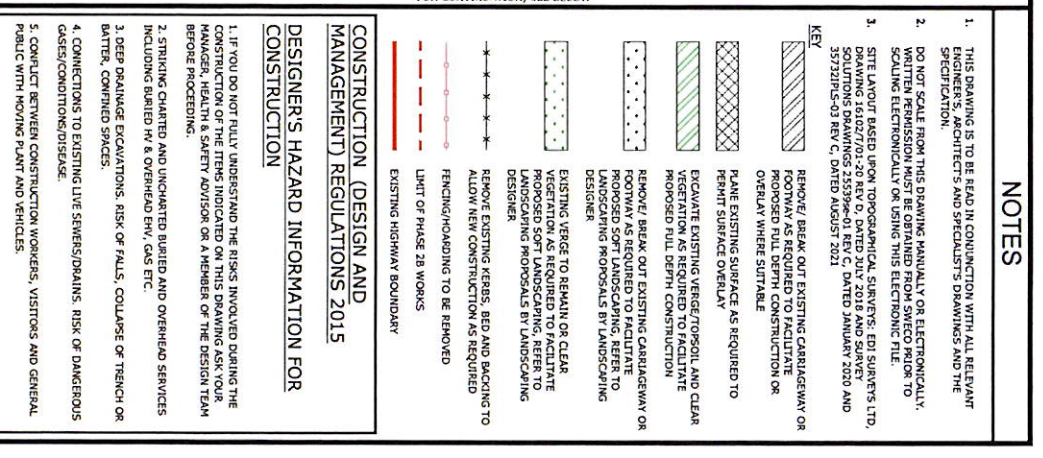 NOTES
1. THIS DRAWING IS TO BE READ IN CONJUNCTION WITH ALL RELEVANT
ENGINEER'S, ARCHITECT'S AND SPECIALIST'S DRAWINGS AND THE
SPECIFICATION.
2. DO NOT SCALE FROM THIS DRAWING MANUALLY OR ELECTRONICALLY.
WRITTEN PERMISSION MUST BE OBTAINED FROM SWECO PRIOR TO
SCALING ELECTRONICALLY OR USING THIS ELECTRONIC FILE.
3. SITE LAYOUT BASED UPON TOPOGRAPHICAL SURVEYS: EDI SURVEYS LTD,
DRAWING 16102/T/01-20 REV D, DATED JULY 2018 AND SURVEY
SOLUTIONS DRAWINGS 25539se-01 REV C, DATED JANUARY 2020 AND
35732IPLS-03 REV C, DATED AUGUST 2021
KEY
REMOVE/ BREAK OUT EXISTING CARRIAGEWAY OR
FOOTWAY AS REQUIRED TO FACILITATE
PROPOSED FULL DEPTH CONSTRUCTION OR
OVERLAY WHERE SUITABLE
PLANE EXISTING SURFACE AS REQUIRED TO
PERMIT SURFACE OVERLAY
EXCAVATE EXISTING VERGE/TOPSOIL AND CLEAR
VEGETATION AS REQUIRED TO FACILITATE
PROPOSED FULL DEPTH CONSTRUCTION
REMOVE/ BREAK OUT EXISTING CARRIAGEWAY OR
FOOTWAY AS REQUIRED TO FACILITATE
PROPOSED SOFT LANDSCAPING, REFER TO
LANDSCAPING PROPOSALS BY LANDSCAPING
DESIGNER
EXISTING VERGE TO REMAIN OR CLEAR
VEGETATION AS REQUIRED TO FACILITATE
PROPOSED SOFT LANDSCAPING, REFER TO
LANDSCAPING PROPOSALS BY LANDSCAPING
DESIGNER
REMOVE EXISTING KERBS, BED AND BACKING TO
ALLOW NEW CONSTRUCTION AS REQUIRED
FENCING/HOARDING TO BE REMOVED
LIMIT OF PHASE 2B WORKS
EXISTING HIGHWAY BOUNDARY
CONSTRUCTION (DESIGN AND
MANAGEMENT) REGULATIONS 2015
DESIGNER'S HAZARD INFORMATION FOR
CONSTRUCTION
1. IF YOU DO NOT FULLY UNDERSTAND THE RISKS INVOLVED DURING THE
CONSTRUCTION OF THE ITEMS INDICATED ON THIS DRAWING ASK YOUR
MANAGER, HEALTH & SAFETY ADVISOR OR A MEMBER OF THE DESIGN TEAM
BEFORE PROCEEDING.
2. STRIKING CHARTED AND UNCHARTED BURIED AND OVERHEAD SERVICES
INCLUDING BURIED HV & OVERHEAD EHV, GAS ETC.
3. DEEP DRAINAGE EXCAVATIONS. RISK OF FALLS, COLLAPSE OF TRENCH OR
BATTER, CONFINED SPACES.
4. CONNECTIONS TO EXISTING LIVE SEWERS/DRAINS. RISK OF DANGEROUS
GASES/CONDITIONS/DISEASE.
5. CONFLICT BETWEEN CONSTRUCTION WORKERS, VISITORS AND GENERAL
PUBLIC WITH MOVING PLANT AND VEHICLES.